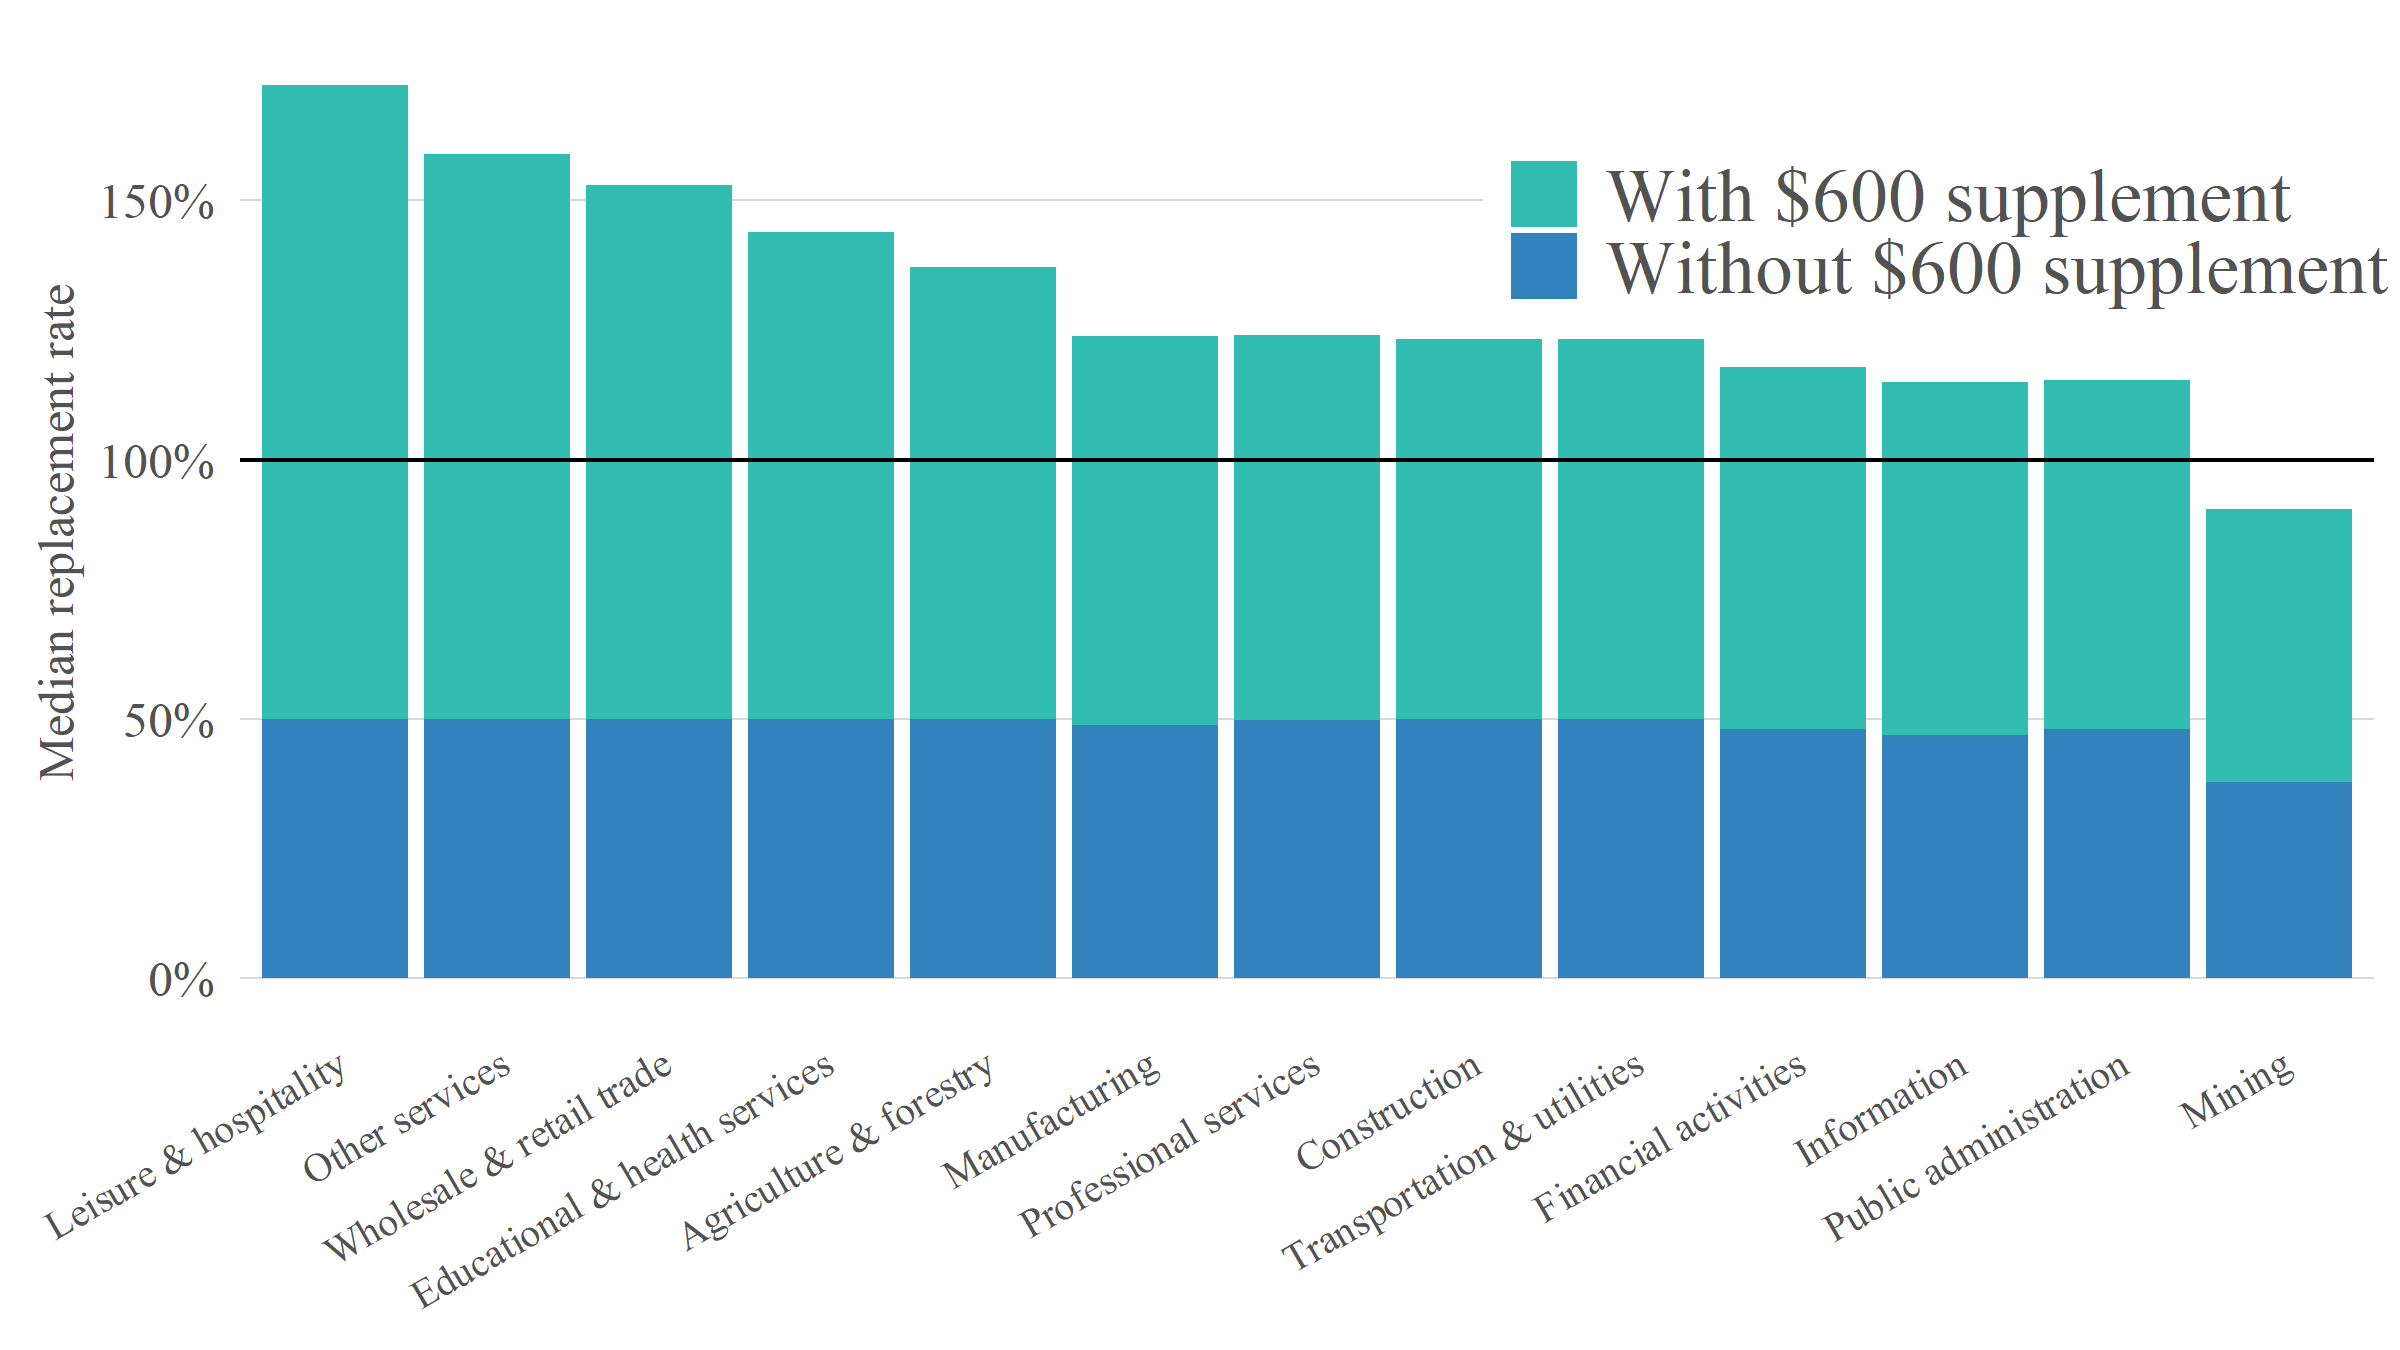 With $600 supplement
Without $600 supplement
Median replacement rate
150%
100%
50%
0%
Leisure & hospitality
Other services
Wholesale & retail trade
Educational & health services
Agriculture & forestry
Manufacturing
Professional services
Construction
Transportation & utilities
Financial activities
Information
Public administration
Mining